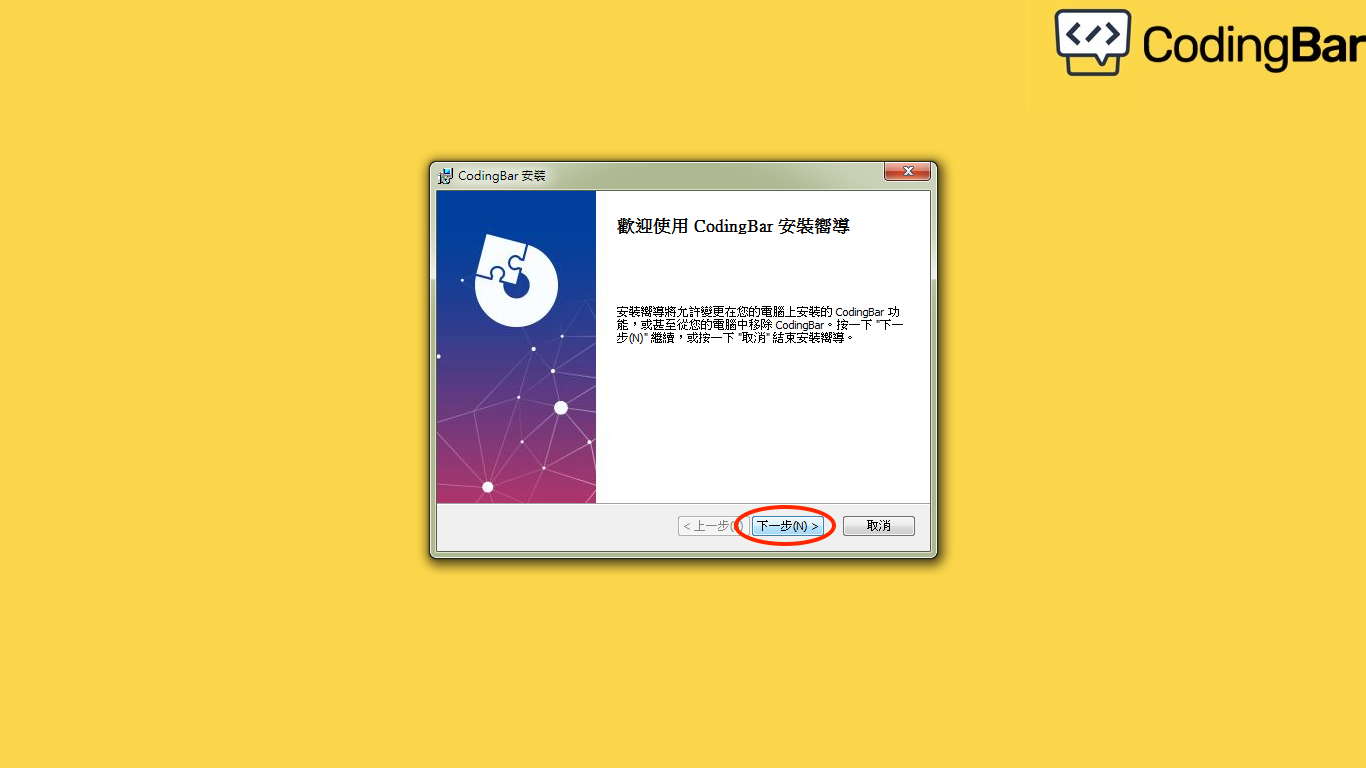 CodingBar
CodingBar 安裝
歡迎使用 CodingBar 安裝嚮導
安裝嚮導將允許變更在您的電腦上安裝的 CodingBar 功
能，或甚至從您的電腦中移除 CodingBar。按一下 "下一
步(N)" 繼續，或按一下 "取消" 結束安裝嚮導。
< 上一步( 下一步(N) > 取消